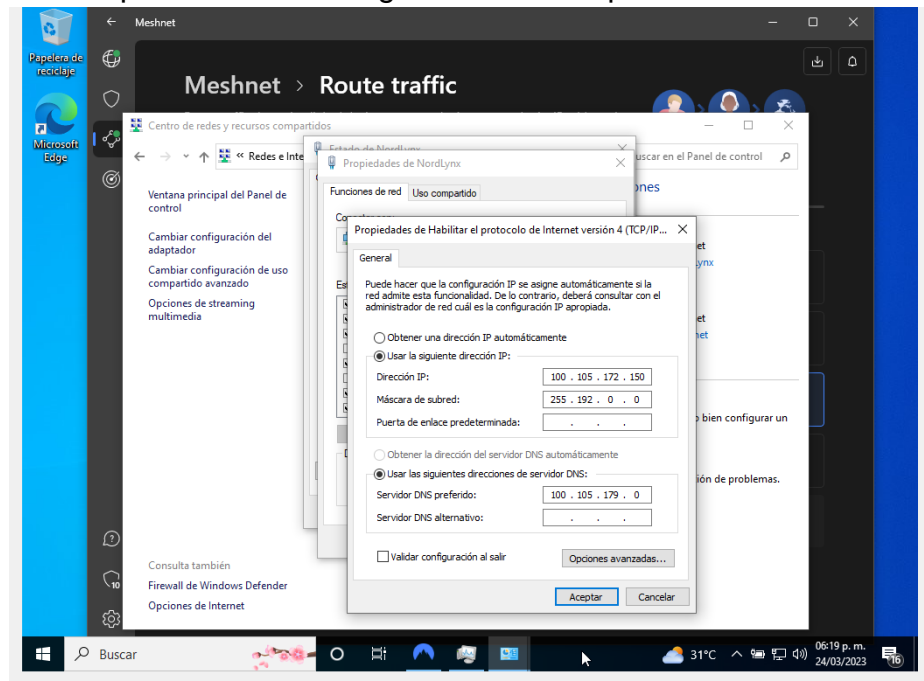 Meshnet
Papelera de
reciclaje
Microsoft
Edge
Meshnet > Route traffic
Centro de redes y recursos compartidos
Estado de NordLynx
Redes e Inte
uscar en el Panel de control
Propiedades de NordLynx
Funciones de red
Uso compartido
Ventana principal del Panel de
control
Cambiar configuración del
adaptador
Cambiar configuración de uso
compartido avanzado
Opciones de streaming
multimedia
ones
et
ynx
et
net
o bien configurar un
ión de problemas.
Propiedades de Habilitar el protocolo de Internet versión 4 (TCP/IP...
General
Puede hacer que la configuración IP se asigne automáticamente si la
red admite esta funcionalidad. De lo contrario, deberá consultar con el
administrador de red cuál es la configuración IP apropiada.
Obtener una dirección IP automáticamente
Usar la siguiente dirección IP:
Dirección IP: 100 . 105 . 172 . 150
Máscara de subred: 255 . 192 . 0 . 0
Puerta de enlace predeterminada: . . .
Obtener la dirección del servidor DNS automáticamente
Usar las siguientes direcciones de servidor DNS:
Servidor DNS preferido: 100 . 105 . 179 . 0
Servidor DNS alternativo: . . .
Validar configuración al salir
Opciones avanzadas...
Aceptar
Cancelar
Consulta también
Firewall de Windows Defender
Opciones de Internet
10
Buscar
31°C
06:19 p. m.
24/03/2023
16